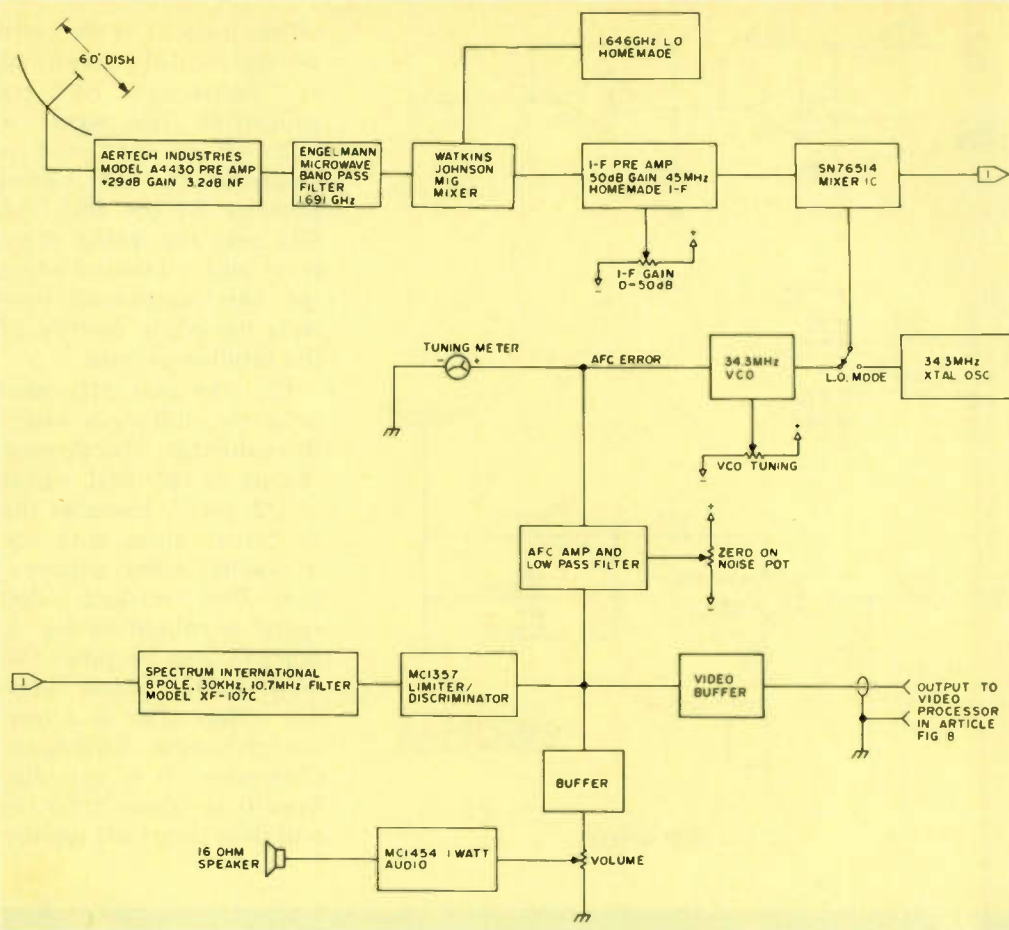 1.646GHz L.O.
HOMEMADE
6.0' DISH
AERTECH INDUSTRIES
MODEL A4430 PRE AMP
+29dB GAIN 3.2dB NF
ENGELMANN
MICROWAVE
BAND PASS
FILTER
1.691 GHz
WATKINS
JOHNSON
MIG
MIXER
I-F PRE AMP
50dB GAIN 45MHz
HOMEMADE I-F
SN76514
MIXER IC
1
+
-
I-F GAIN
0-50dB
TUNING METER
- +
AFC ERROR
34.3MHz
VCO
L.O. MODE
34.3MHz
XTAL OSC
+
-
VCO TUNING
AFC AMP AND
LOW PASS FILTER
+
ZERO ON
NOISE POT
-
1
SPECTRUM INTERNATIONAL
8 POLE, 30KHz, 10.7MHz FILTER
MODEL XF-107C
MC1357
LIMITER/
DISCRIMINATOR
VIDEO
BUFFER
OUTPUT TO
VIDEO
PROCESSOR
IN ARTICLE
FIG 8
BUFFER
16 OHM
SPEAKER
MC1454 1 WATT
AUDIO
VOLUME